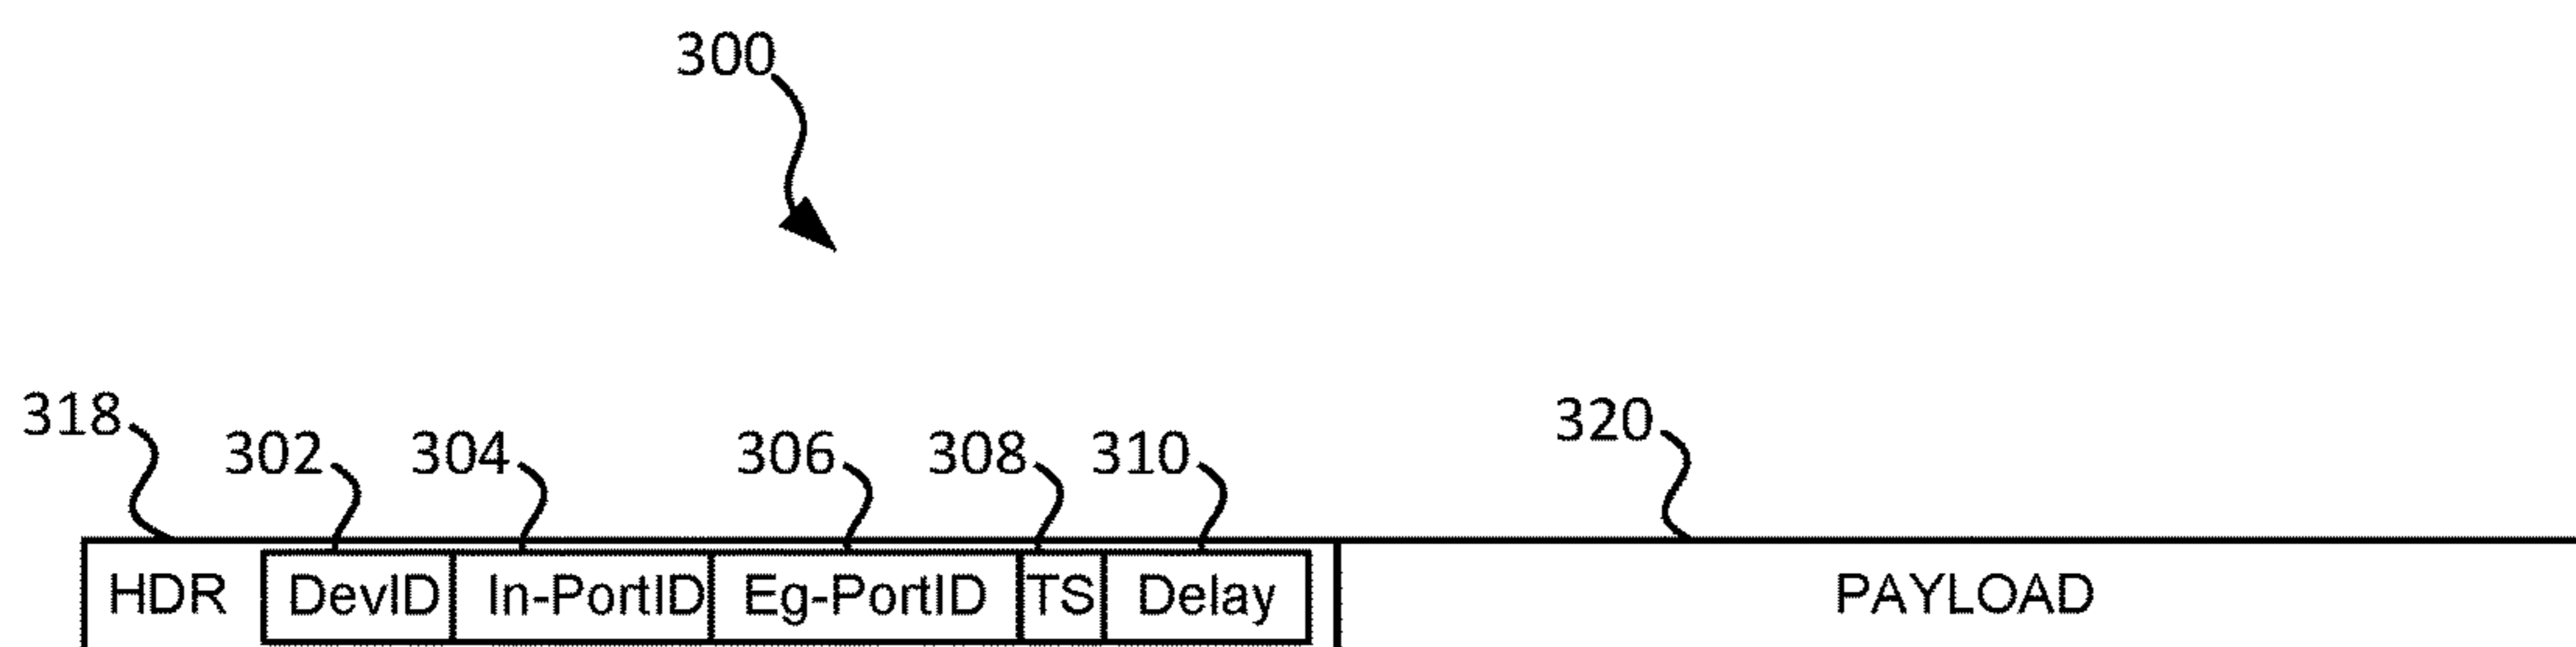 300
318
302 304 306 308 310
320
HDR DevID In-PortID Eg-PortID TS Delay PAYLOAD